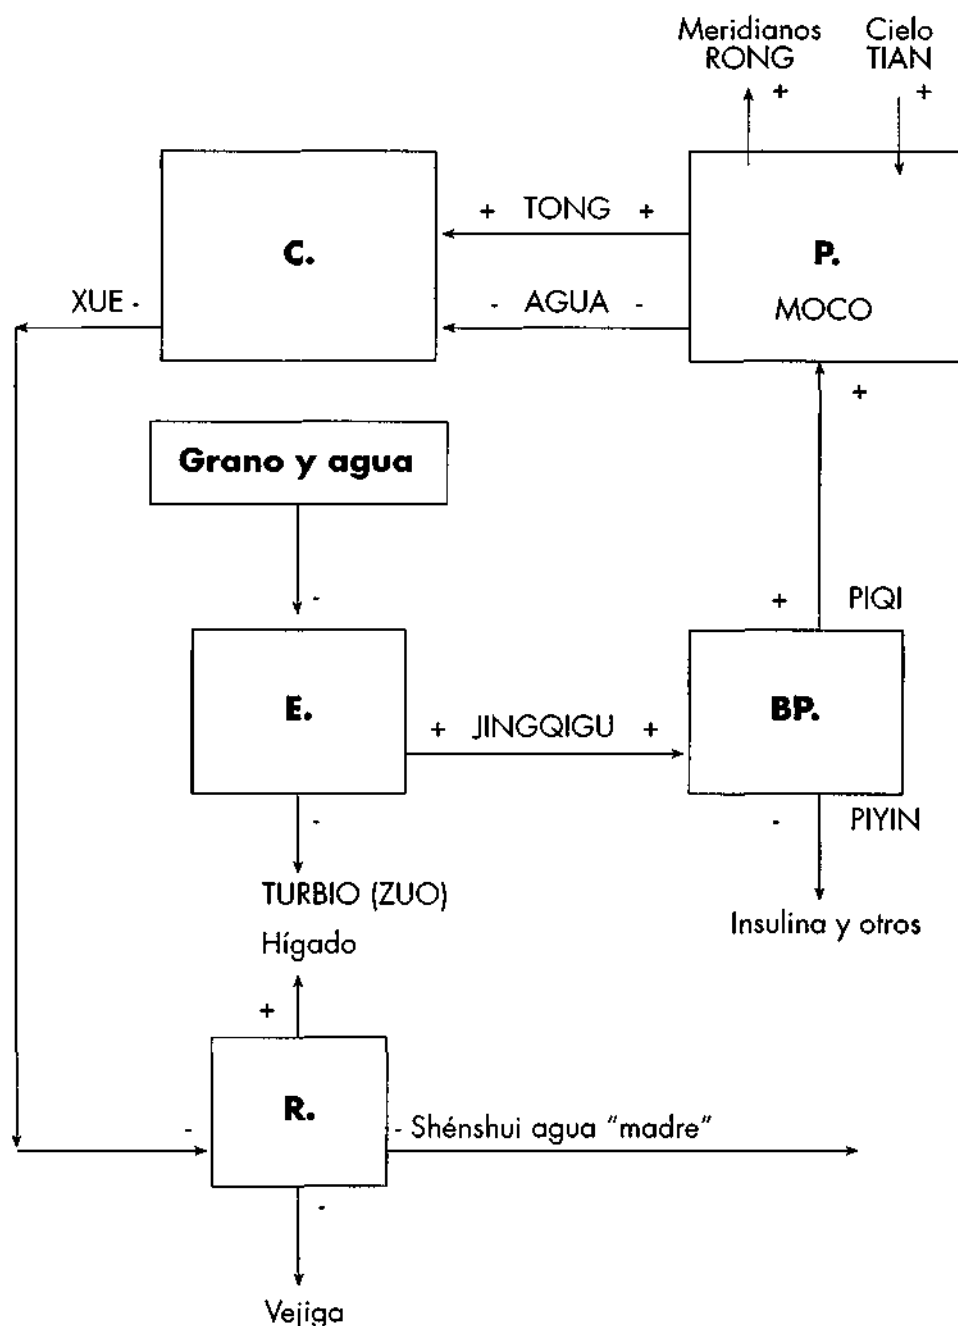 Meridianos
RONG
+
Cielo
TIAN
+
C.
+ TONG +
P.
XUE -
- AGUA -
MOCO
+
Grano y agua
-
+ PIQI
E.
+ JINGQIGU +
BP.
-
- PIYIN
TURBIO (ZUO)
Insulina y otros
Hígado
+
R.
-
- Shénshui agua "madre"
-
Vejiga